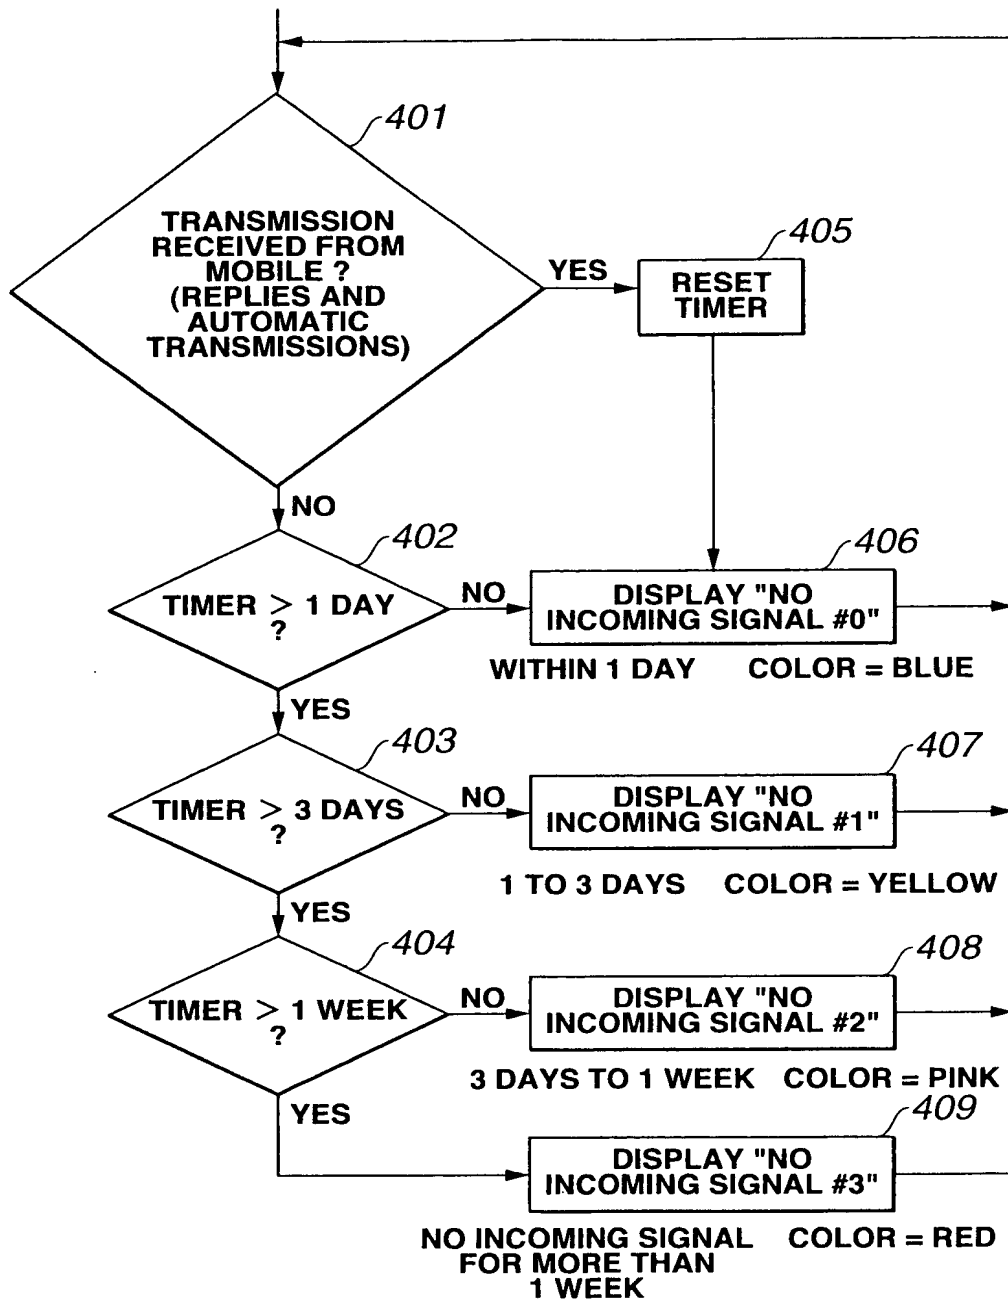 401
TRANSMISSION
RECEIVED FROM
MOBILE ?
(REPLIES AND
AUTOMATIC
TRANSMISSIONS)
YES
405
RESET
TIMER
NO
402
TIMER > 1 DAY
?
NO
406
DISPLAY "NO
INCOMING SIGNAL #0"
WITHIN 1 DAY COLOR = BLUE
YES
403
TIMER > 3 DAYS
?
NO
407
DISPLAY "NO
INCOMING SIGNAL #1"
1 TO 3 DAYS COLOR = YELLOW
YES
404
TIMER > 1 WEEK
?
NO
408
DISPLAY "NO
INCOMING SIGNAL #2"
3 DAYS TO 1 WEEK COLOR = PINK
YES
409
DISPLAY "NO
INCOMING SIGNAL #3"
NO INCOMING SIGNAL COLOR = RED
FOR MORE THAN
1 WEEK